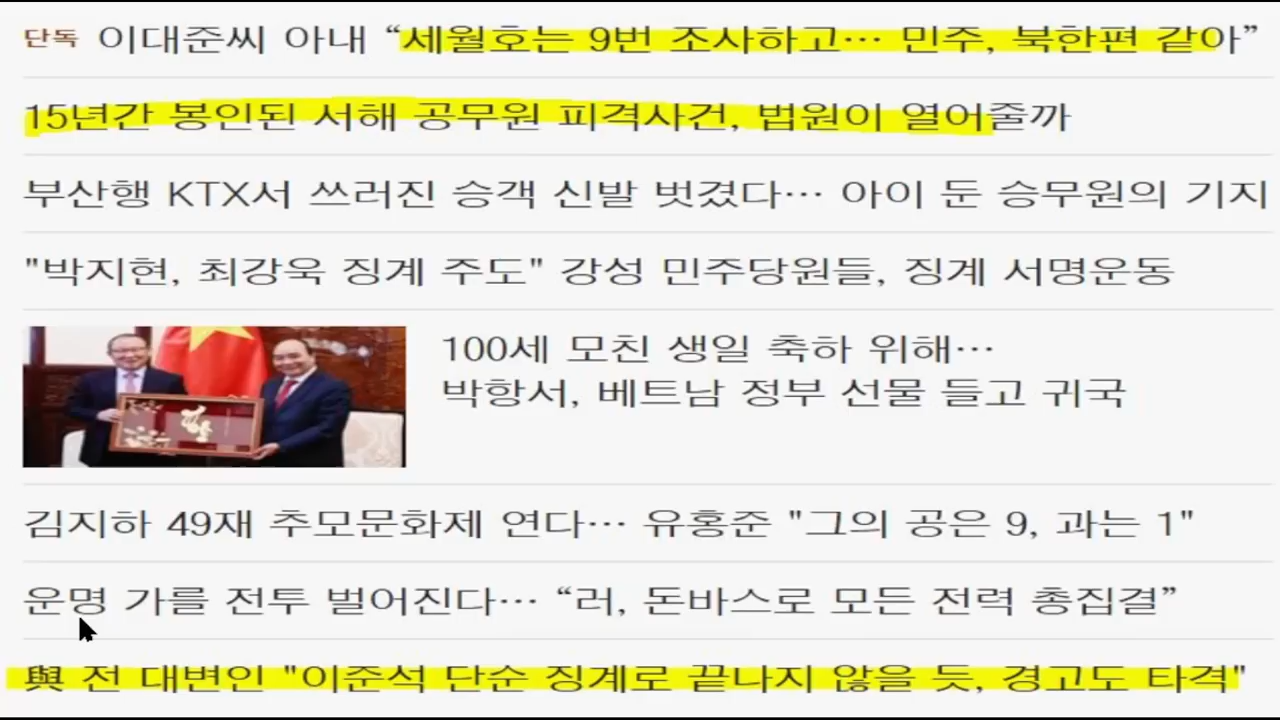 단독 이대준씨 아내 “세월호는 9번 조사하고… 민주, 북한편 같아”
15년간 봉인된 서해 공무원 피격사건, 법원이 열어줄까
부산행 KTX서 쓰러진 승객 신발 벗겼다… 아이 둔 승무원의 기지
"박지현, 최강욱 징계 주도" 강성 민주당원들, 징계 서명운동
100세 모친 생일 축하 위해…
박항서, 베트남 정부 선물 들고 귀국
김지하 49재 추모문화제 연다… 유홍준 "그의 공은 9, 과는 1"
운명 가를 전투 벌어진다… “러, 돈바스로 모든 전력 총집결”
與 전 대변인 "이준석 단순 징계로 끝나지 않을 듯, 경고도 타격"